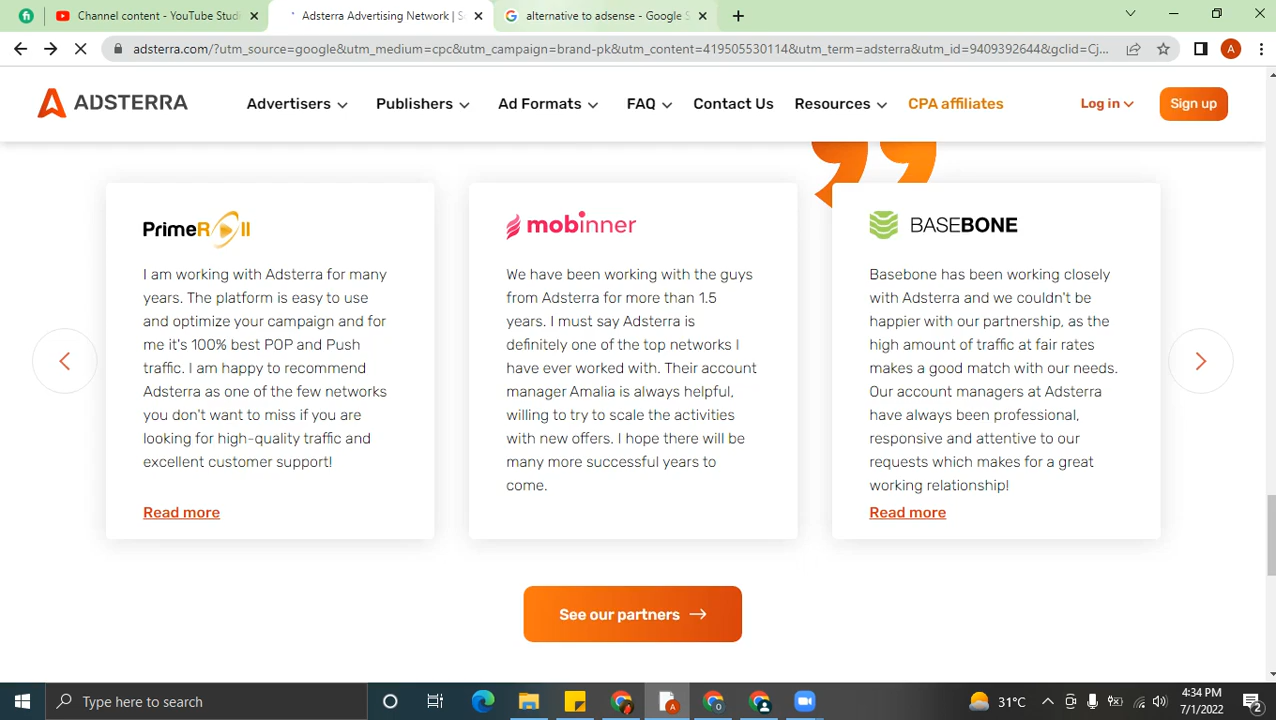 Channel content - YouTube Studi
Adsterra Advertising Network | S
alternative to adsense - Google S
adsterra.com/?utm_source=google&utm_medium=cpc&utm_campaign=brand-pk&utm_content=419505530114&utm_term=adsterra&utm_id=9409392644&gclid=Cj...
A
ADSTERRA
Advertisers
Publishers
Ad Formats
FAQ
Contact Us
Resources
CPA affiliates
Log in
Sign up
PrimeRoll
I am working with Adsterra for many
years. The platform is easy to use
and optimize your campaign and for
me it's 100% best POP and Push
traffic. I am happy to recommend
Adsterra as one of the few networks
you don't want to miss if you are
looking for high-quality traffic and
excellent customer support!
Read more
mobinner
We have been working with the guys
from Adsterra for more than 1.5
years. I must say Adsterra is
definitely one of the top networks I
have ever worked with. Their account
manager Amalia is always helpful,
willing to try to scale the activities
with new offers. I hope there will be
many more successful years to
come.
BASEBONE
Basebone has been working closely
with Adsterra and we couldn't be
happier with our partnership, as the
high amount of traffic at fair rates
makes a good match with our needs.
Our account managers at Adsterra
have always been professional,
responsive and attentive to our
requests which makes for a great
working relationship!
Read more
See our partners
Type here to search
31°C
4:34 PM
7/1/2022
2